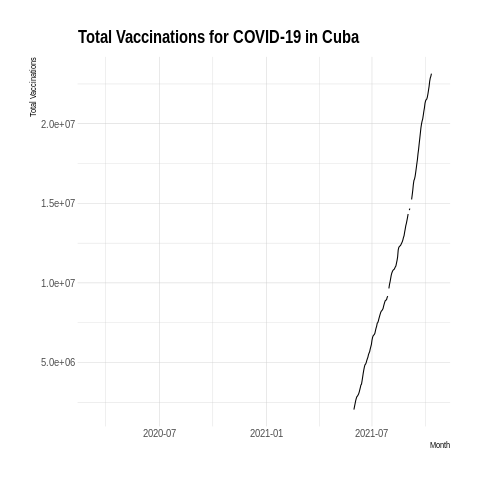 Total Vaccinations for COVID-19 in Cuba
Total Vaccinations
2.0e+07
1.5e+07
1.0e+07
5.0e+06
2020-07 2021-01 2021-07
Month